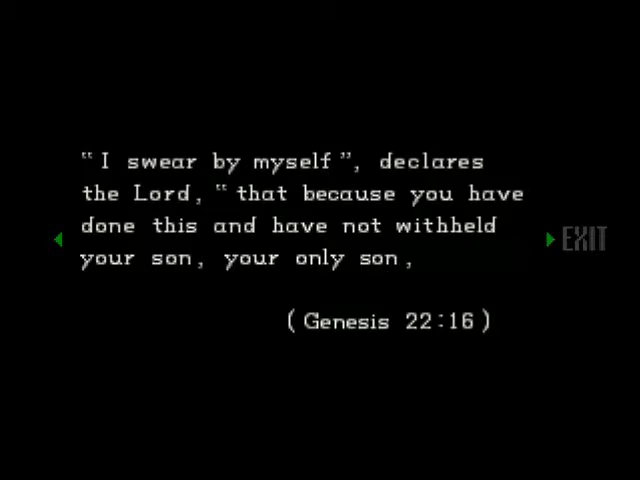 “I swear by myself”, declares
the Lord, “that because you have
done this and have not withheld
your son, your only son,
EXIT
(Genesis 22:16)